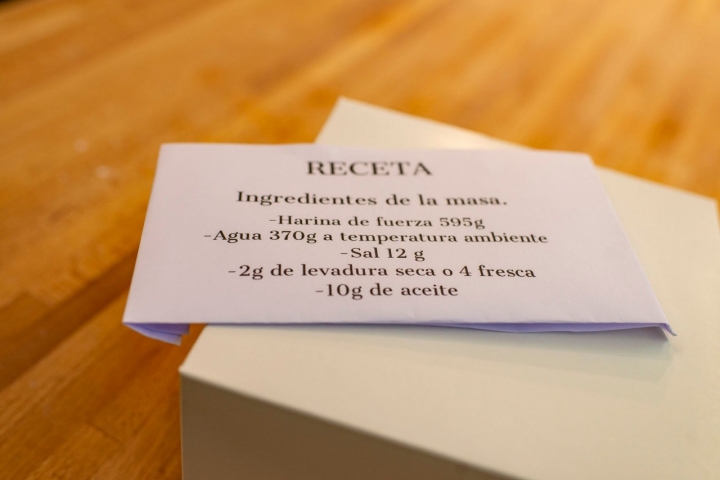 RECETA
Ingredientes de la masa.
-Harina de fuerza 595g
-Agua 370g a temperatura ambiente
-Sal 12 g
-2g de levadura seca o 4 fresca
-10g de aceite